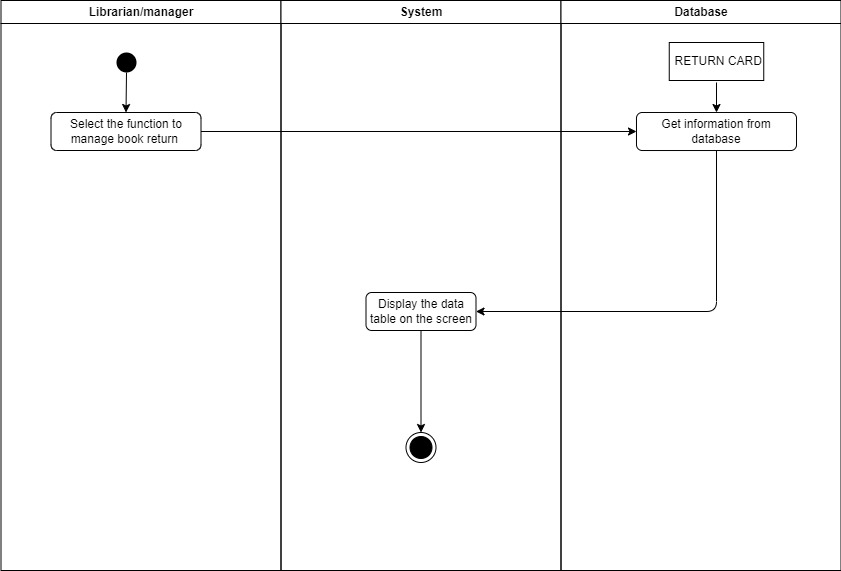 Librarian/manager
System
Database
RETURN CARD
Select the function to
manage book return
Get information from
database
Display the data
table on the screen